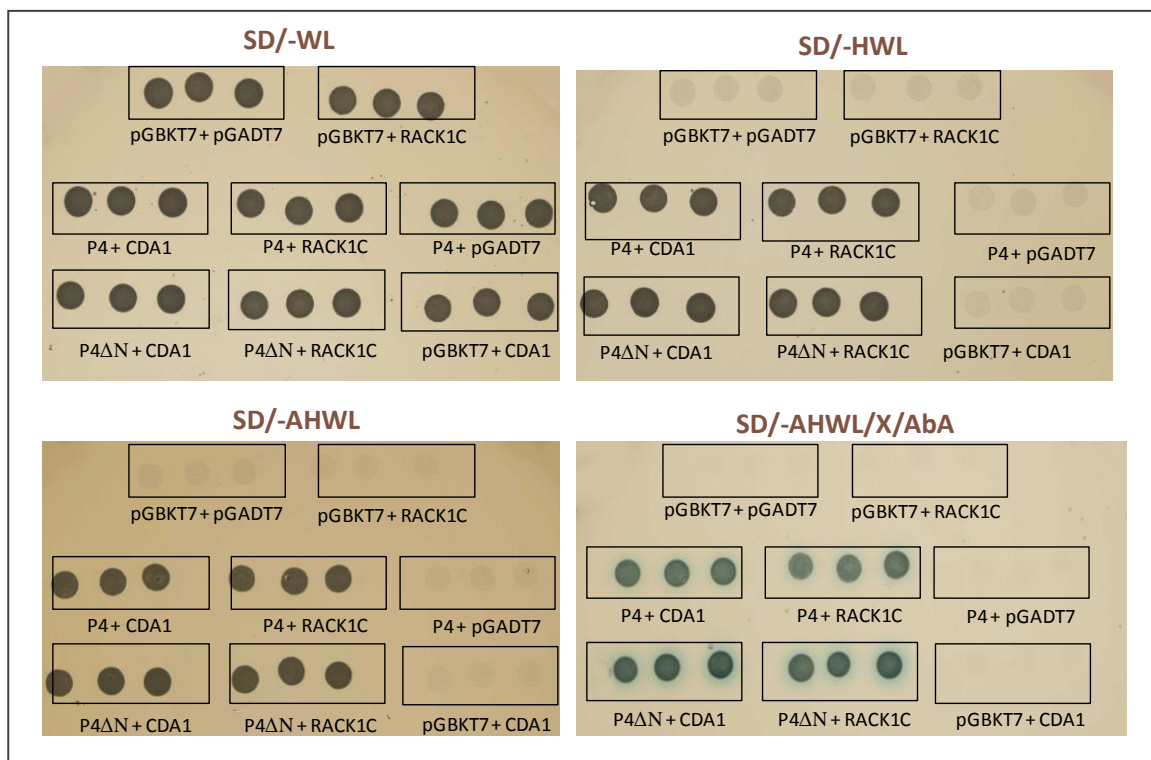 SD/-WL
SD/-HWL
pGBKT7 + pGADT7
pGBKT7 + RACK1C
pGBKT7 + pGADT7
pGBKT7 + RACK1C
P4 + CDA1
P4 + RACK1C
P4 + pGADT7
P4 + CDA1
P4 + RACK1C
P4 + pGADT7
P4ΔN + CDA1
P4ΔN + RACK1C
pGBKT7 + CDA1
P4ΔN + CDA1
P4ΔN + RACK1C
pGBKT7 + CDA1
SD/-AHWL
SD/-AHWL/X/AbA
pGBKT7 + pGADT7
pGBKT7 + RACK1C
pGBKT7 + pGADT7
pGBKT7 + RACK1C
P4 + CDA1
P4 + RACK1C
P4 + pGADT7
P4 + CDA1
P4 + RACK1C
P4 + pGADT7
P4ΔN + CDA1
P4ΔN + RACK1C
pGBKT7 + CDA1
P4ΔN + CDA1
P4ΔN + RACK1C
pGBKT7 + CDA1